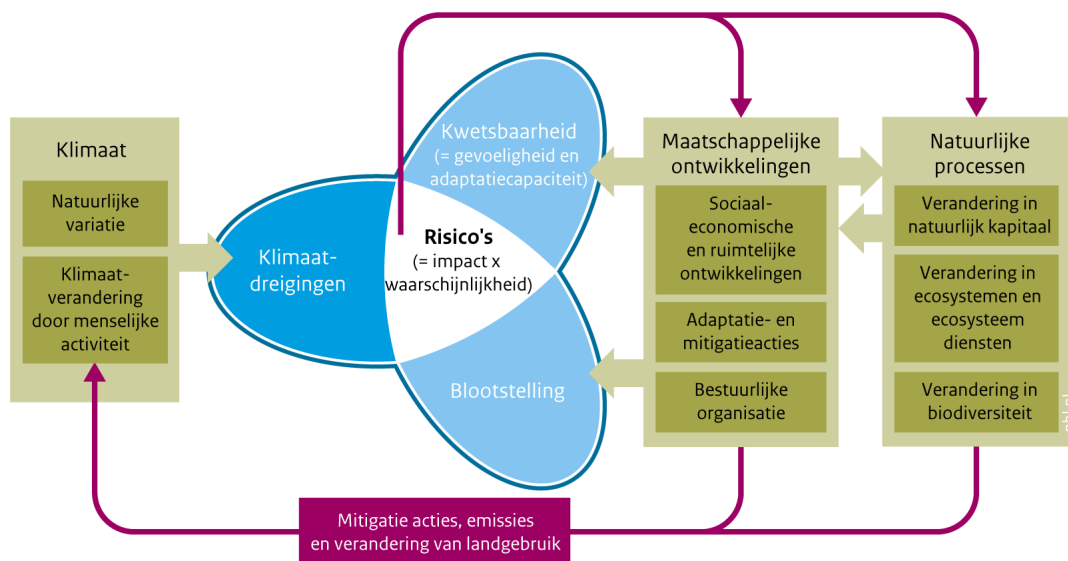 Klimaat
Natuurlijke
variatie
Klimaat-
verandering
door menselijke
activiteit
Klimaat-
dreigingen
Kwetsbaarheid
(= gevoeligheid en
adaptatiecapaciteit)
Risico's
(= impact x
waarschijnlijkheid)
Blootstelling
Maatschappelijke
ontwikkelingen
Sociaal-
economische
en ruimtelijke
ontwikkelingen
Adaptatie- en
mitigatieacties
Bestuurlijke
organisatie
Natuurlijke
processen
Verandering in
natuurlijk kapitaal
Verandering in
ecosystemen en
ecosysteem
diensten
Verandering in
biodiversiteit
pbl.nl
Mitigatie acties, emissies
en verandering van landgebruik